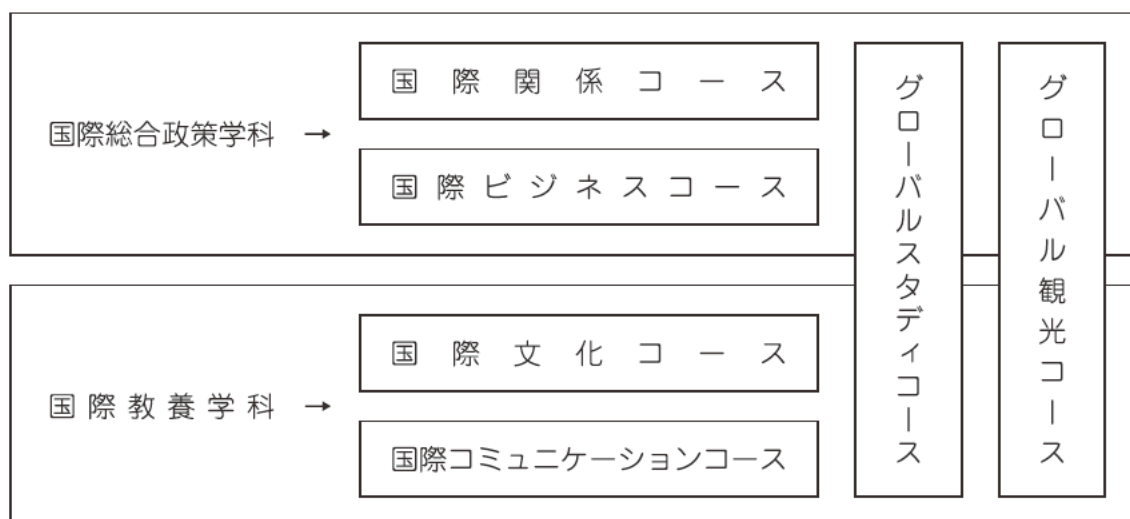 国際総合政策学科 →
国際関係コース
国際ビジネスコース
国際教養学科 →
国際文化コース
国際コミュニケーションコース
グローバルスタディコース
グローバル観光コース